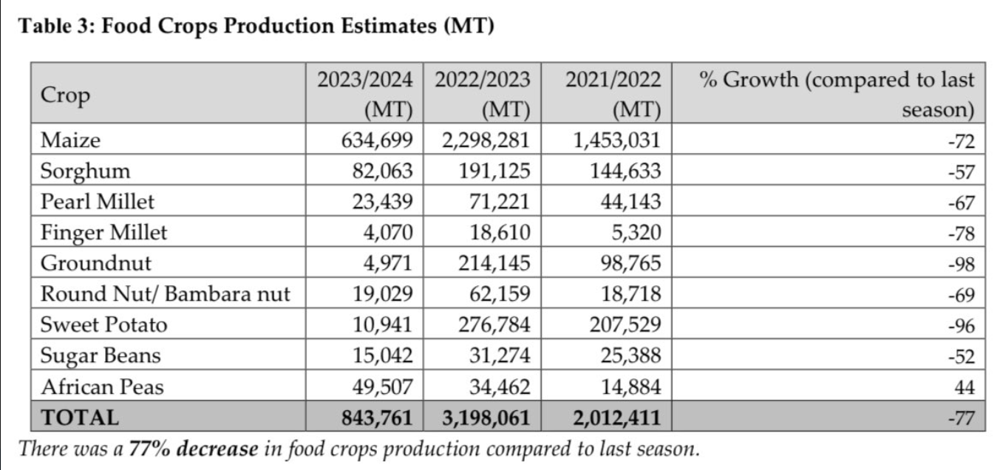 Table 3: Food Crops Production Estimates (MT)
Crop 2023/2024 (MT) 2022/2023 (MT) 2021/2022 (MT) % Growth (compared to last season)
Maize 634,699 2,298,281 1,453,031 -72
Sorghum 82,063 191,125 144,633 -57
Pearl Millet 23,439 71,221 44,143 -67
Finger Millet 4,070 18,610 5,320 -78
Groundnut 4,971 214,145 98,765 -98
Round Nut/ Bambara nut 19,029 62,159 18,718 -69
Sweet Potato 10,941 276,784 207,529 -96
Sugar Beans 15,042 31,274 25,388 -52
African Peas 49,507 34,462 14,884 44
TOTAL 843,761 3,198,061 2,012,411 -77
There was a 77% decrease in food crops production compared to last season.